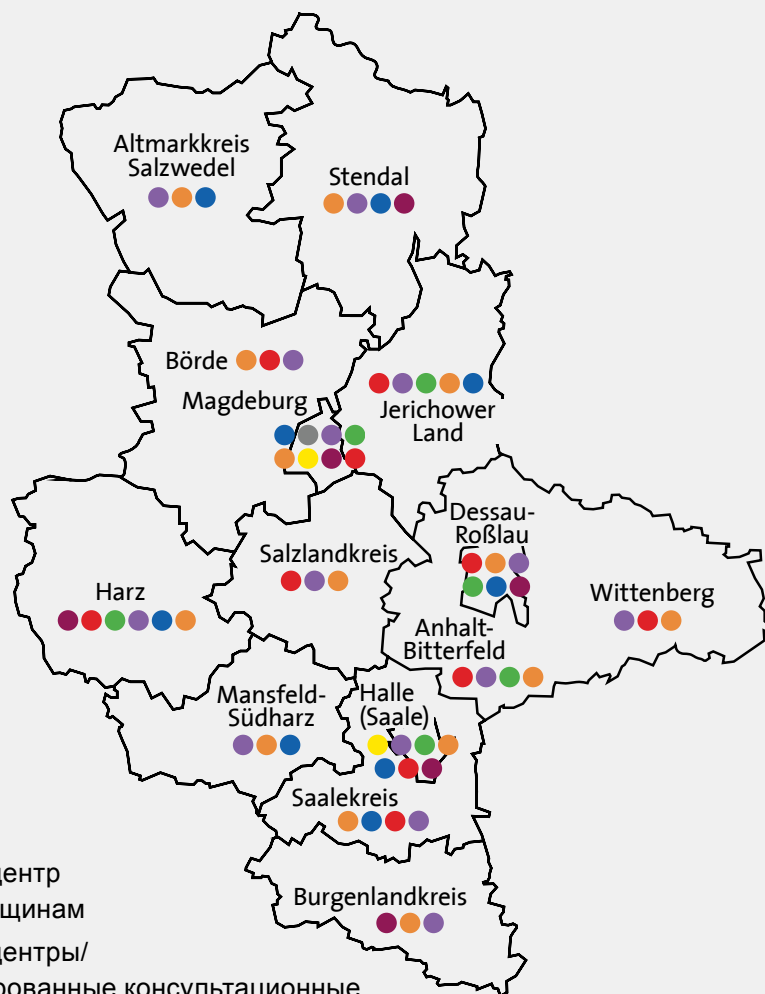 Altmarkkreis
Salzwedel
Stendal
Börde
Magdeburg
Jerichower
Land
Dessau-
Roßlau
Salzlandkreis
Harz
Wittenberg
Anhalt-
Bitterfeld
Mansfeld-
Südharz
Halle
(Saale)
Saalekreis
Burgenlandkreis